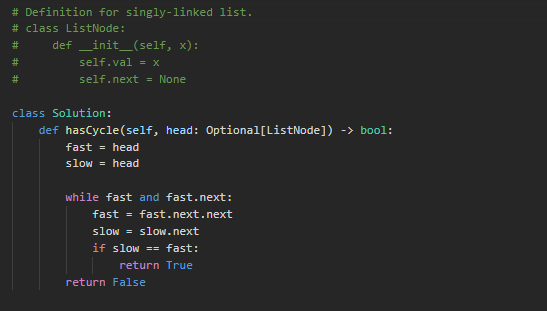 # Definition for singly-linked list.
# class ListNode:
#     def __init__(self, x):
#         self.val = x
#         self.next = None

class Solution:
    def hasCycle(self, head: Optional[ListNode]) -> bool:
        fast = head
        slow = head

        while fast and fast.next:
            fast = fast.next.next
            slow = slow.next
            if slow == fast:
                return True
        return False